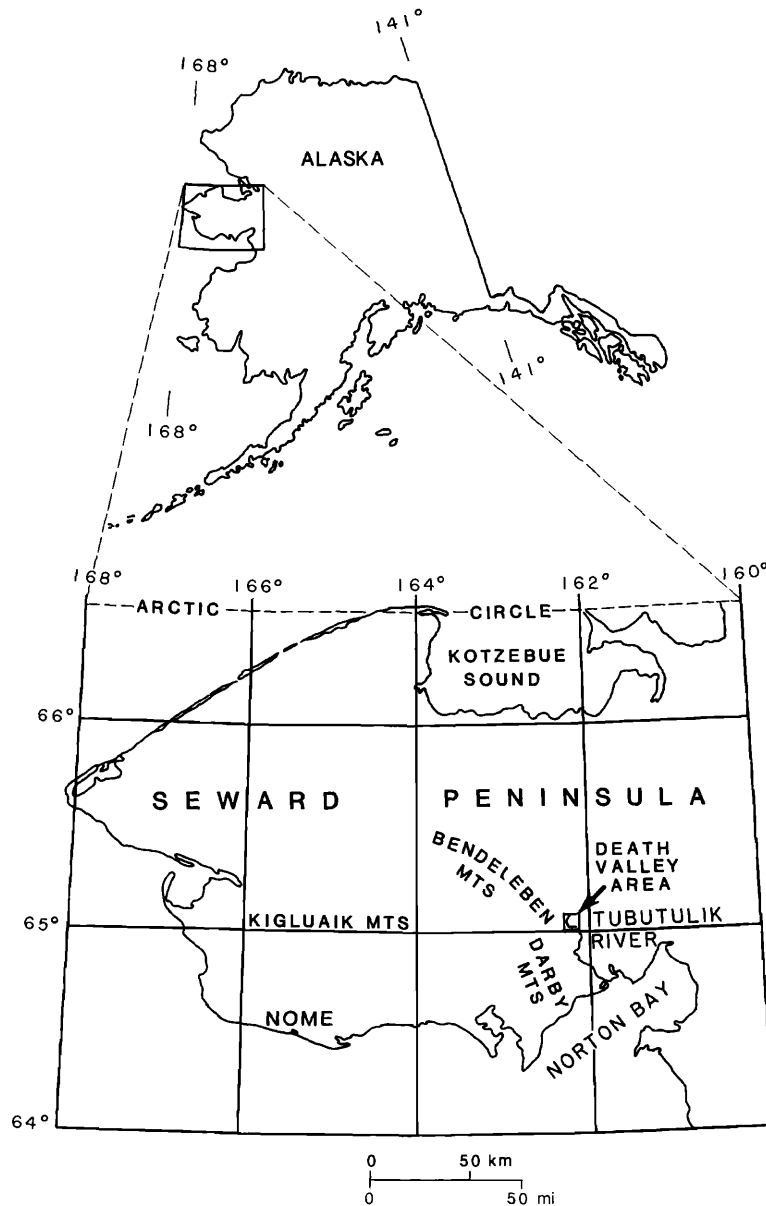 141°
168°
ALASKA
141°
168°
168°
166°
164°
162°
160°
ARCTIC
CIRCLE
KOTZEBUE
SOUND
66°
SEWARD
PENINSULA
BENDELEBEN
MTS
DEATH
VALLEY
AREA
65°
KIGLUAIK MTS
TUBUTULIK
RIVER
DARBY
MTS
NOME
NORTON BAY
64°
0 50 km
0 50 mi